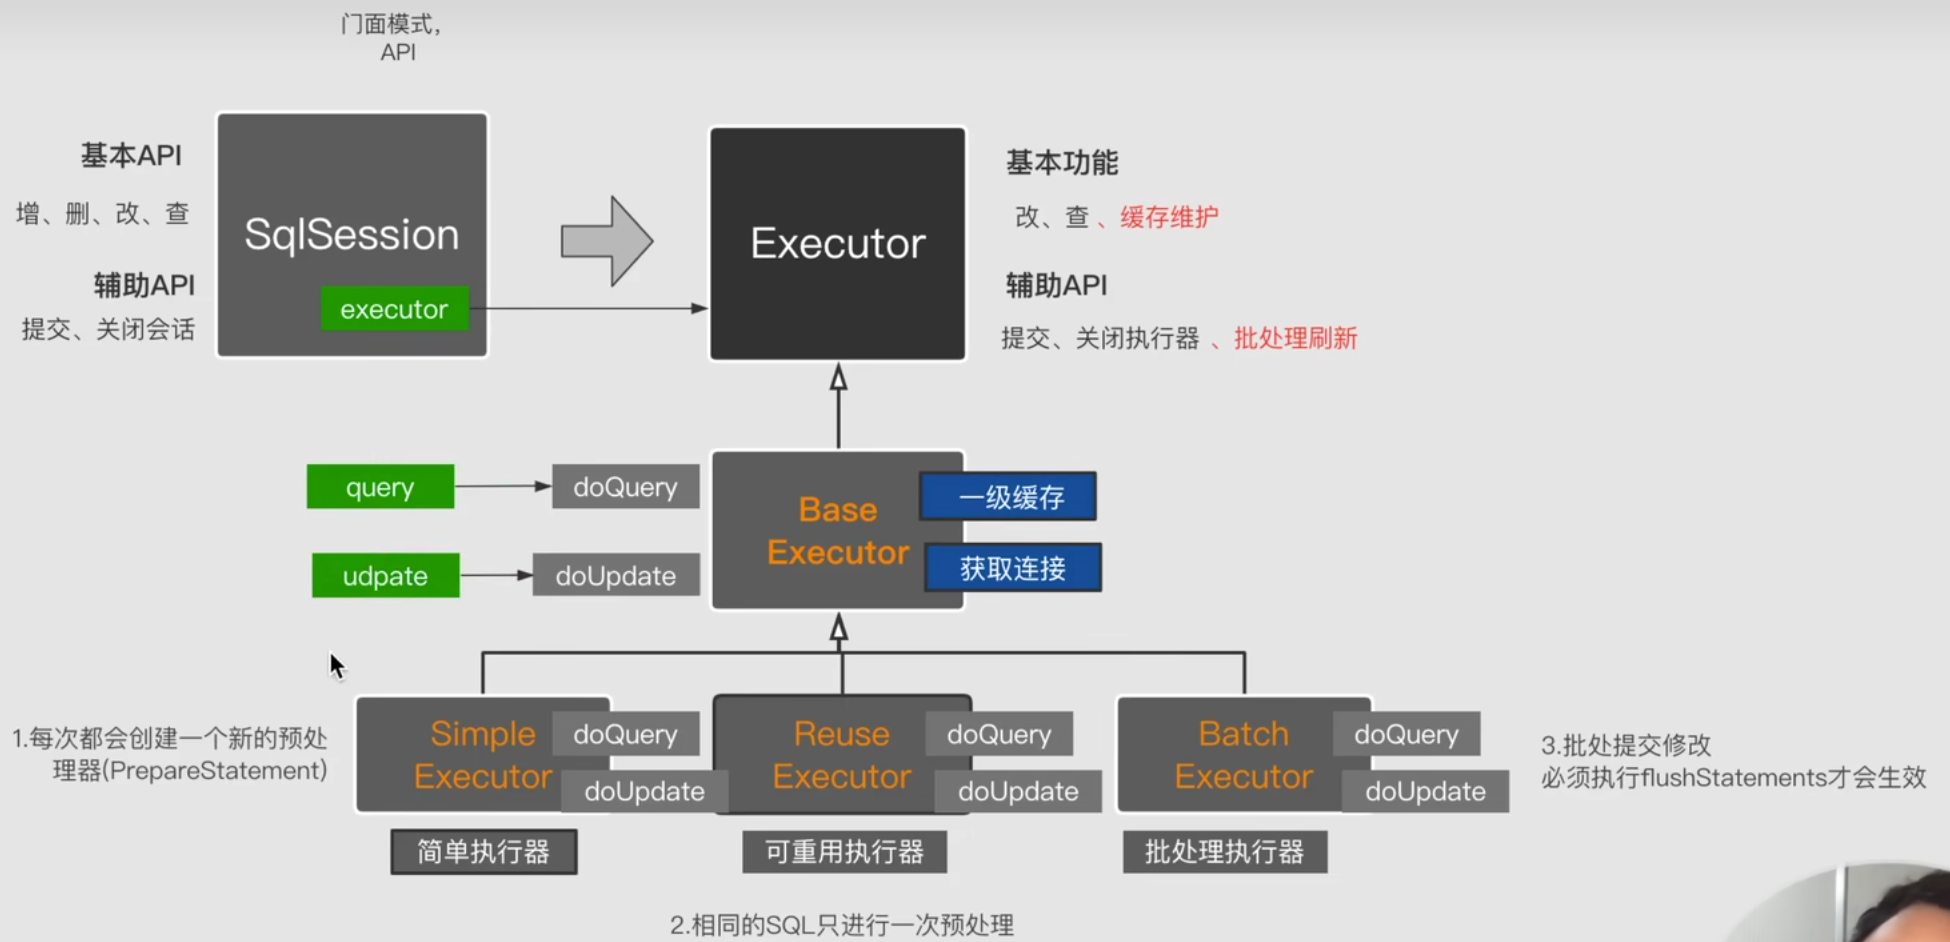 门面模式，
API
基本API
增、删、改、查
辅助API
提交、关闭会话
SqlSession
executor
Executor
基本功能
改、查 、缓存维护
辅助API
提交、关闭执行器 、批处理刷新
query
doQuery
udpate
doUpdate
Base
Executor
一级缓存
获取连接
1.每次都会创建一个新的预处
理器(PrepareStatement)
Simple
Executor
doQuery
doUpdate
简单执行器
Reuse
Executor
doQuery
doUpdate
可重用执行器
Batch
Executor
doQuery
doUpdate
批处理执行器
3.批处提交修改
必须执行flushStatements才会生效
2.相同的SQL只进行一次预处理